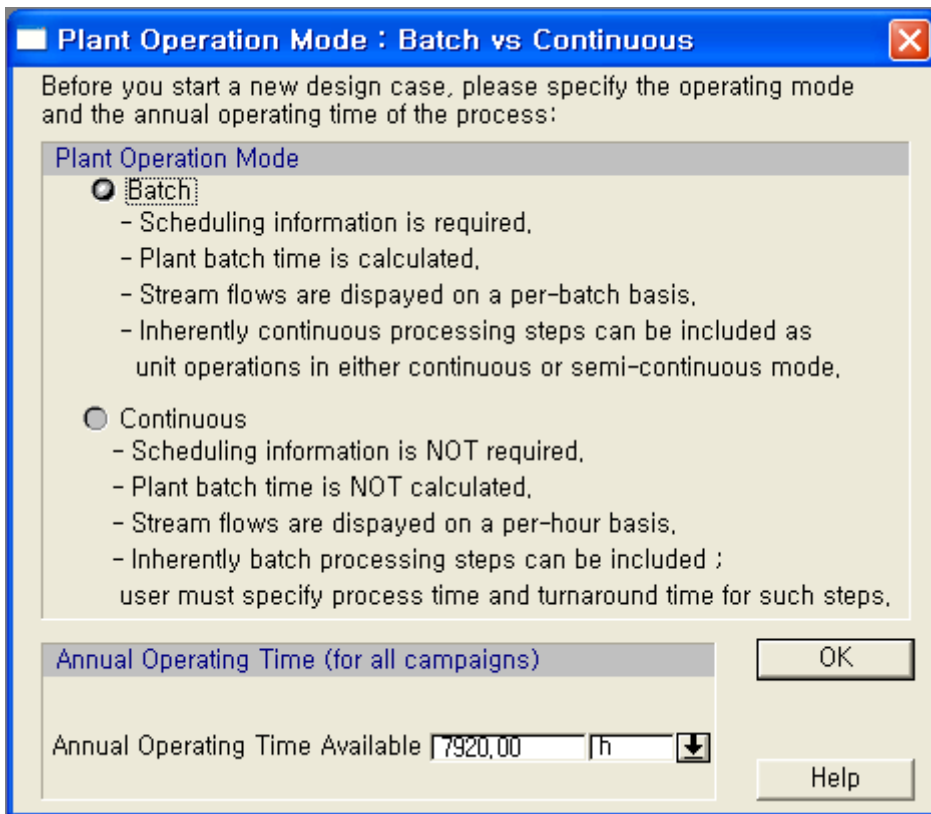 Plant Operation Mode : Batch vs Continuous
Before you start a new design case, please specify the operating mode
and the annual operating time of the process:
Plant Operation Mode
Batch
- Scheduling information is required,
- Plant batch time is calculated,
- Stream flows are dispayed on a per-batch basis,
- Inherently continuous processing steps can be included as
unit operations in either continuous or semi-continuous mode,
Continuous
- Scheduling information is NOT required,
- Plant batch time is NOT calculated,
- Stream flows are dispayed on a per-hour basis,
- Inherently batch processing steps can be included ;
user must specify process time and turnaround time for such steps,
Annual Operating Time (for all campaigns)
OK
Annual Operating Time Available 7920,00 h
Help